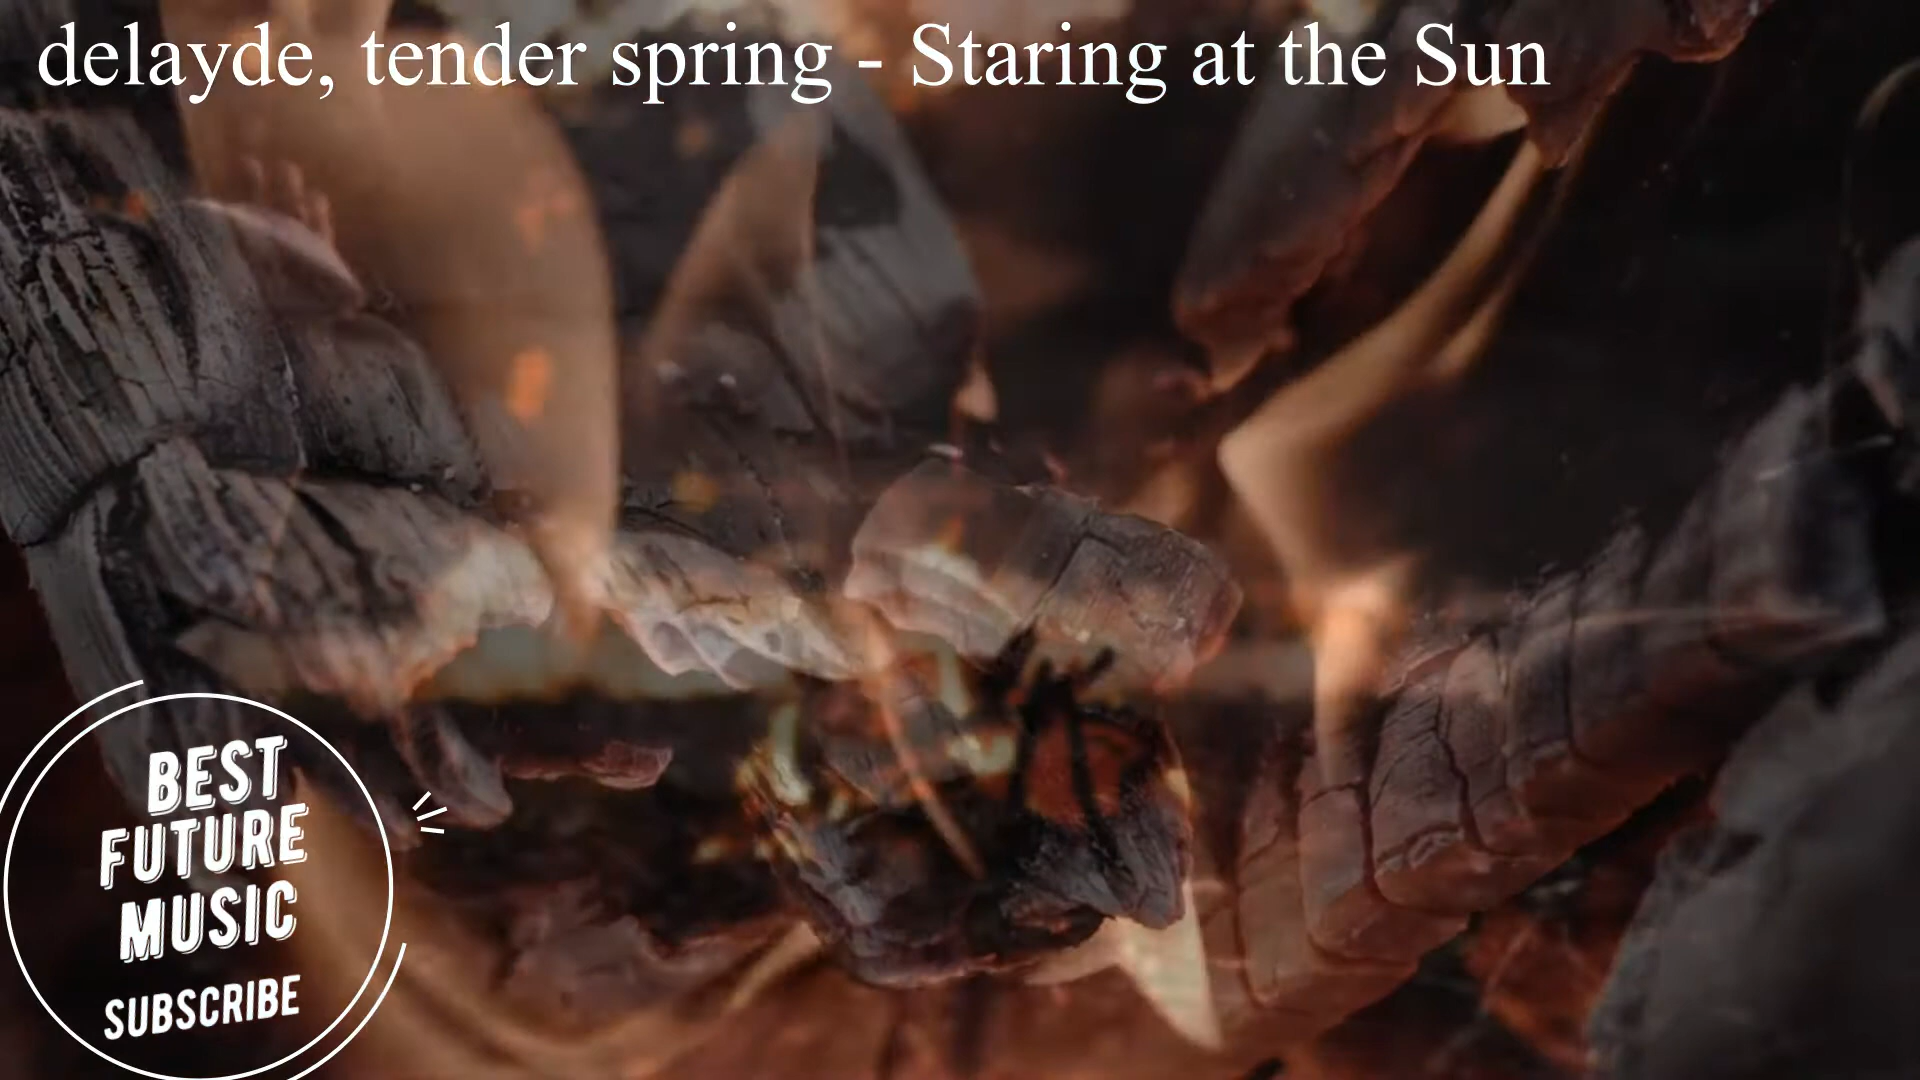 delayde, tender spring - Staring at the Sun
BEST
FUTURE
MUSIC
SUBSCRIBE